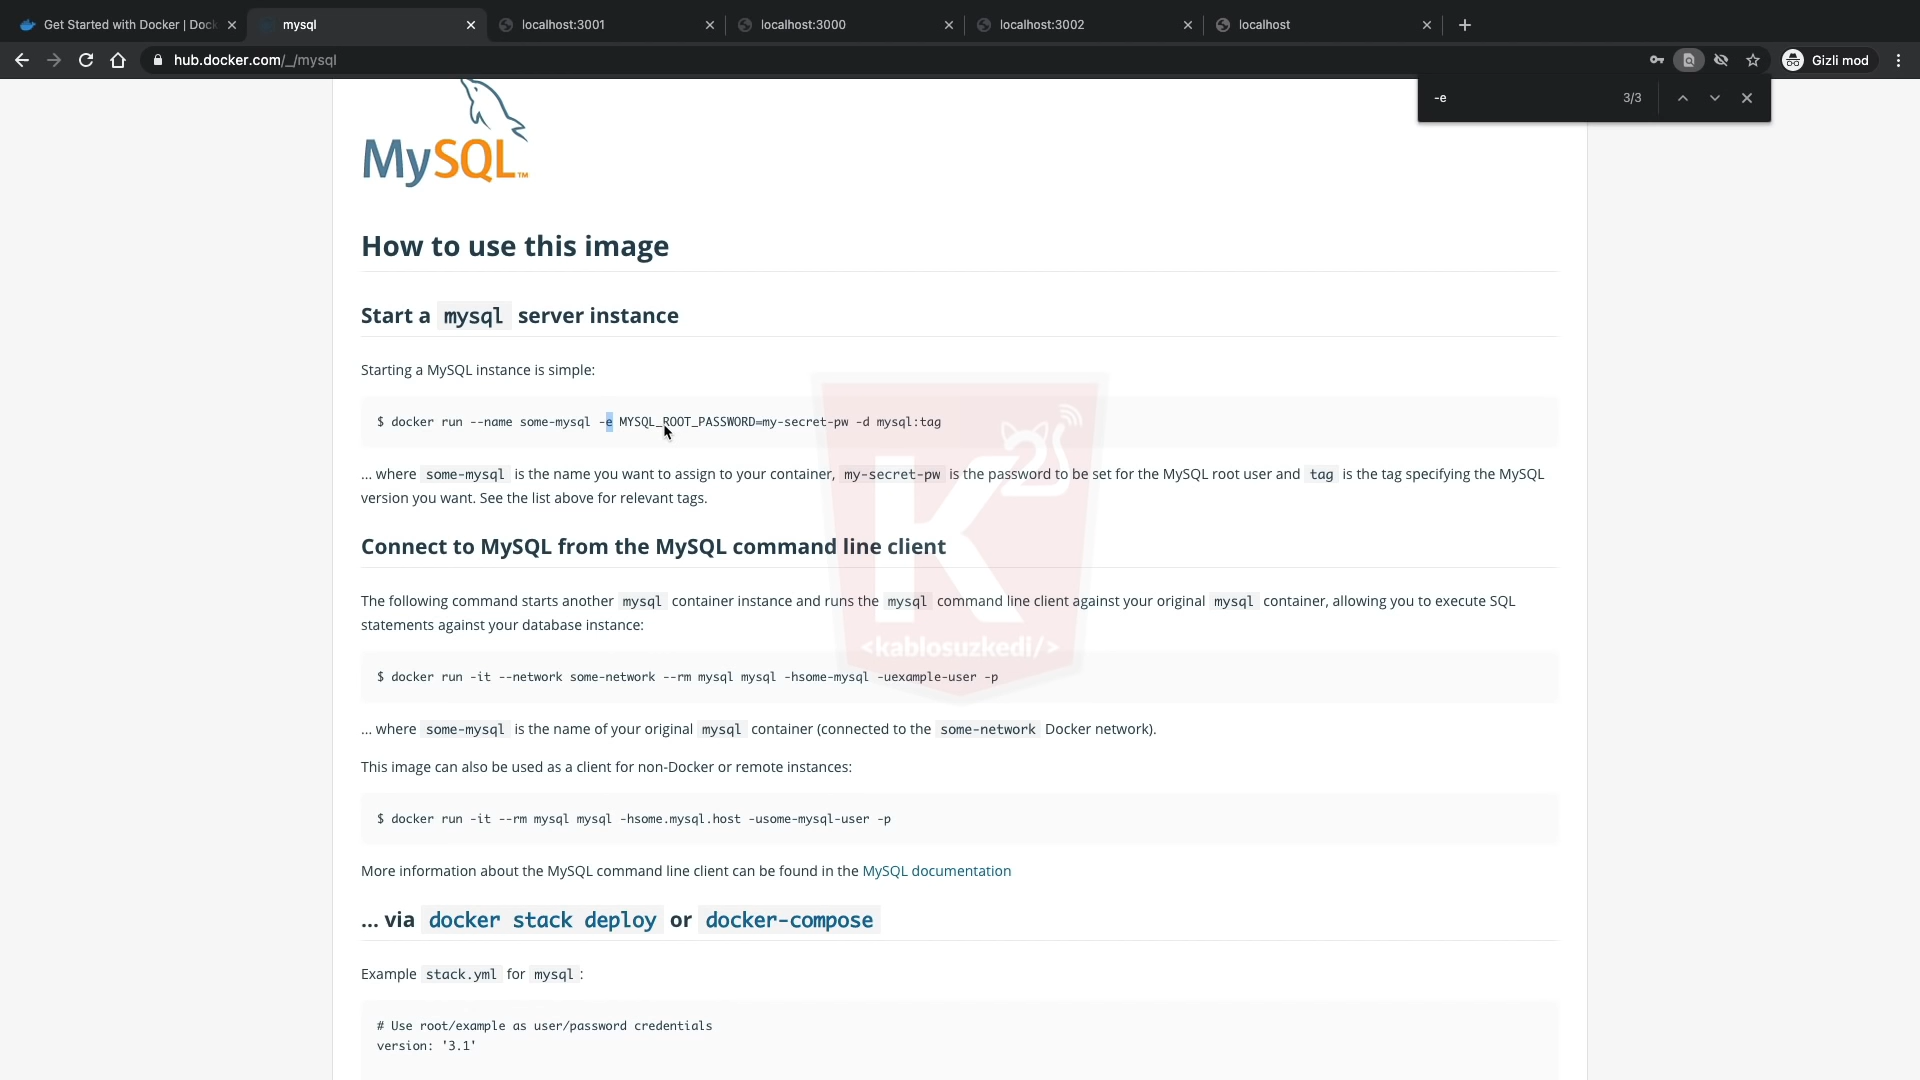 Get Started with Docker | Dock
mysql
localhost:3001
localhost:3000
localhost:3002
localhost
hub.docker.com/_/mysql
Gizli mod
-e
3/3
MySQL™
How to use this image
Start a mysql server instance
Starting a MySQL instance is simple:
$ docker run --name some-mysql -e MYSQL_ROOT_PASSWORD=my-secret-pw -d mysql:tag
... where some-mysql is the name you want to assign to your container, my-secret-pw is the password to be set for the MySQL root user and tag is the tag specifying the MySQL
version you want. See the list above for relevant tags.
Connect to MySQL from the MySQL command line client
The following command starts another mysql container instance and runs the mysql command line client against your original mysql container, allowing you to execute SQL
statements against your database instance:
<kablosuzkedi/>
$ docker run -it --network some-network --rm mysql mysql -hsome-mysql -uexample-user -p
... where some-mysql is the name of your original mysql container (connected to the some-network Docker network).
This image can also be used as a client for non-Docker or remote instances:
$ docker run -it --rm mysql mysql -hsome.mysql.host -usome-mysql-user -p
More information about the MySQL command line client can be found in the MySQL documentation
... via docker stack deploy or docker-compose
Example stack.yml for mysql:
# Use root/example as user/password credentials
version: '3.1'